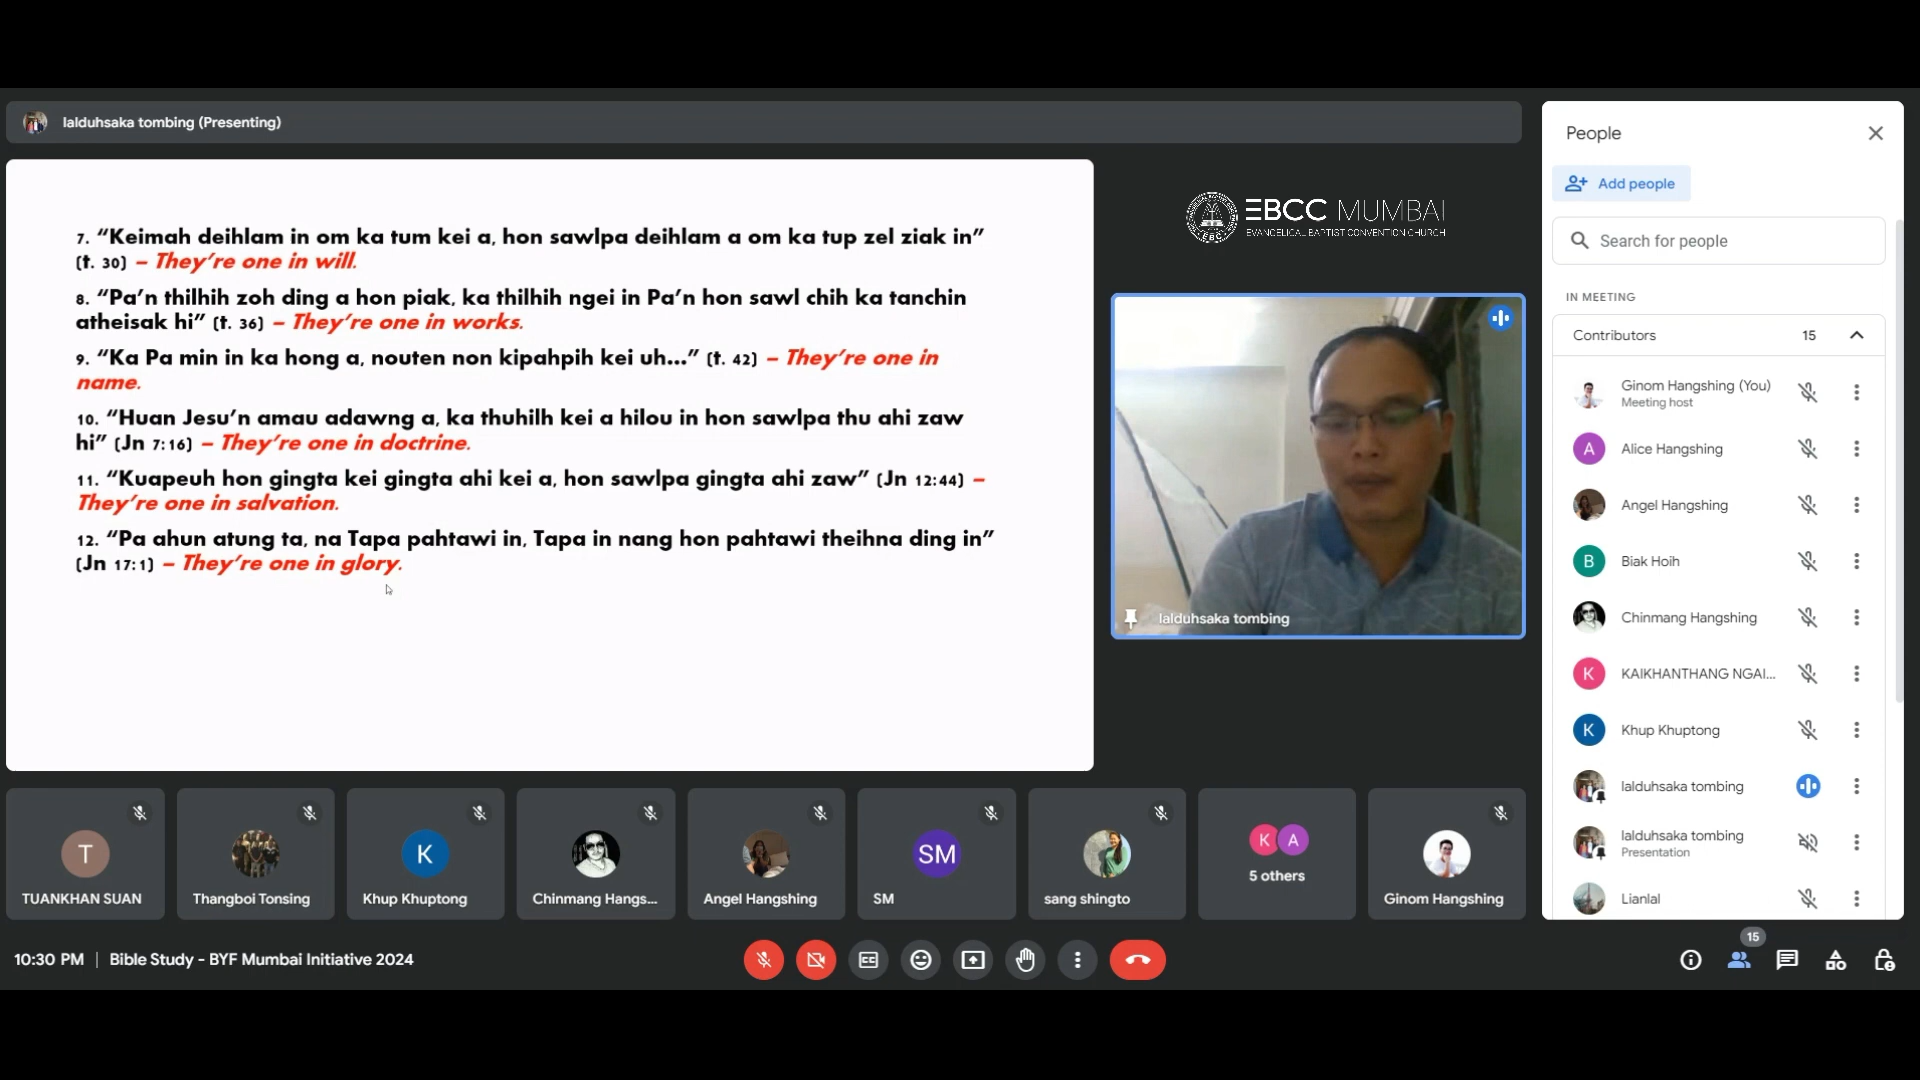 lalduhsaka tombing (Presenting)
7. “Keimah deihlam in om ka tum kei a, hon sawlpa deihlam a om ka tup zel ziak in”
(t. 30) – They’re one in will.
8. “Pa’n thilhih zoh ding a hon piak, ka thilhih ngei in Pa’n hon sawl chih ka tanchin
atheisak hi” (t. 36) – They’re one in works.
9. “Ka Pa min in ka hong a, nouten non kipahpih kei uh...” (t. 42) – They’re one in
name.
10. “Huan Jesu’n amau adawng a, ka thuhilh kei a hilou in hon sawlpa thu ahi zaw
hi” (Jn 7:16) – They’re one in doctrine.
11. “Kuapeuh hon gingta kei gingta ahi kei a, hon sawlpa gingta ahi zaw” (Jn 12:44) –
They’re one in salvation.
12. “Pa ahun atung ta, na Tapa pahtawi in, Tapa in nang hon pahtawi theihna ding in”
(Jn 17:1) – They’re one in glory.
EBCC MUMBAI
EVANGELICAL BAPTIST CONVENTION CHURCH
EBC
lalduhsaka tombing
People
Add people
Search for people
IN MEETING
Contributors 15
Ginom Hangshing (You)
Meeting host
A Alice Hangshing
Angel Hangshing
B Biak Hoih
Chinmang Hangshing
K KAIKHANTHANG NGAI...
K Khup Khuptong
lalduhsaka tombing
lalduhsaka tombing
Presentation
Lianlal
T
TUANKHAN SUAN
Thangboi Tonsing
K
Khup Khuptong
Chinmang Hangs...
Angel Hangshing
SM
SM
sang shingto
K A
5 others
Ginom Hangshing
10:30 PM | Bible Study - BYF Mumbai Initiative 2024
CC
15